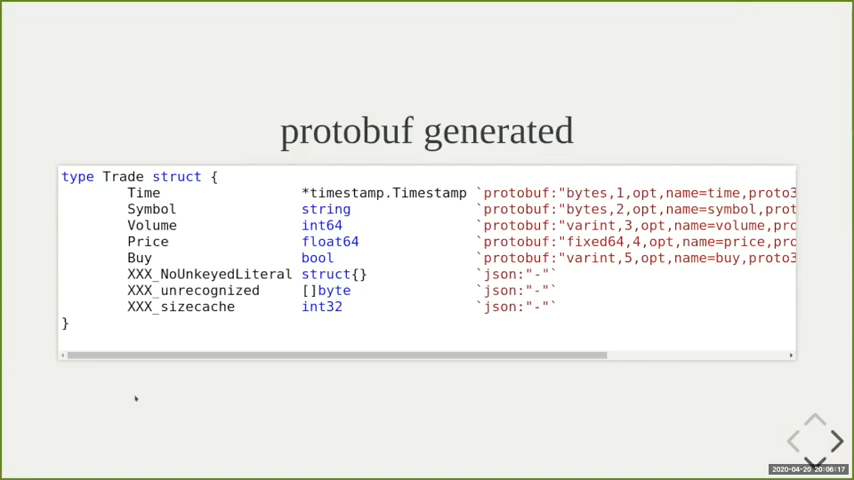 protobuf generated
type Trade struct {
Time *timestamp.Timestamp `protobuf:"bytes,1,opt,name=time,proto3
Symbol string `protobuf:"bytes,2,opt,name=symbol,prot
Volume int64 `protobuf:"varint,3,opt,name=volume,pro
Price float64 `protobuf:"fixed64,4,opt,name=price,pro
Buy bool `protobuf:"varint,5,opt,name=buy,proto3
XXX_NoUnkeyedLiteral struct{} `json:"-"`
XXX_unrecognized []byte `json:"-"`
XXX_sizecache int32 `json:"-"`
}
2020-04-20 20:06:17